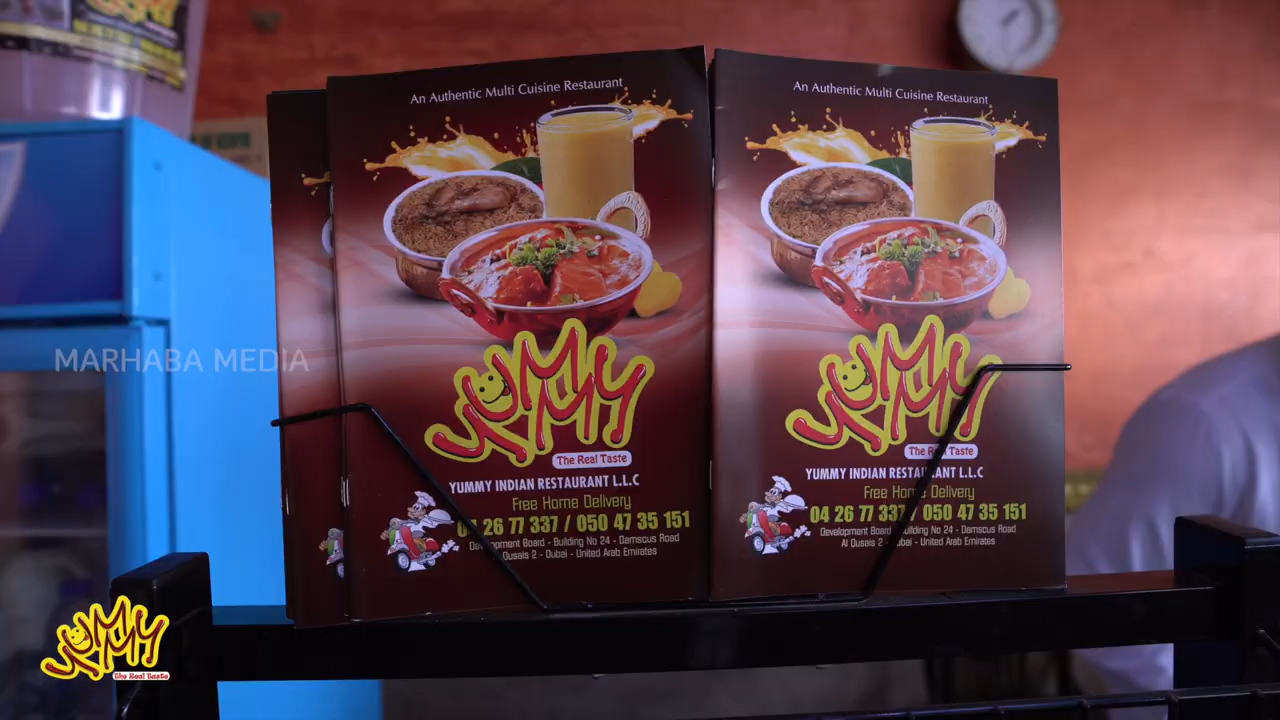 An Authentic Multi Cuisine Restaurant
YUMMY
The Real Taste
YUMMY INDIAN RESTAURANT L.L.C
Free Home Delivery
04 26 77 337 / 050 47 35 151
Development Board - Building No 24 - Damscus Road
Qusais 2 - Dubai - United Arab Emirates
An Authentic Multi Cuisine Restaurant
YUMMY
The Real Taste
YUMMY INDIAN RESTAURANT L.L.C
Free Home Delivery
04 26 77 337 / 050 47 35 151
Development Board - Building No 24 - Damscus Road
Al Qusais 2 - Dubai - United Arab Emirates
MARHABA MEDIA
YUMMY
The Real Taste